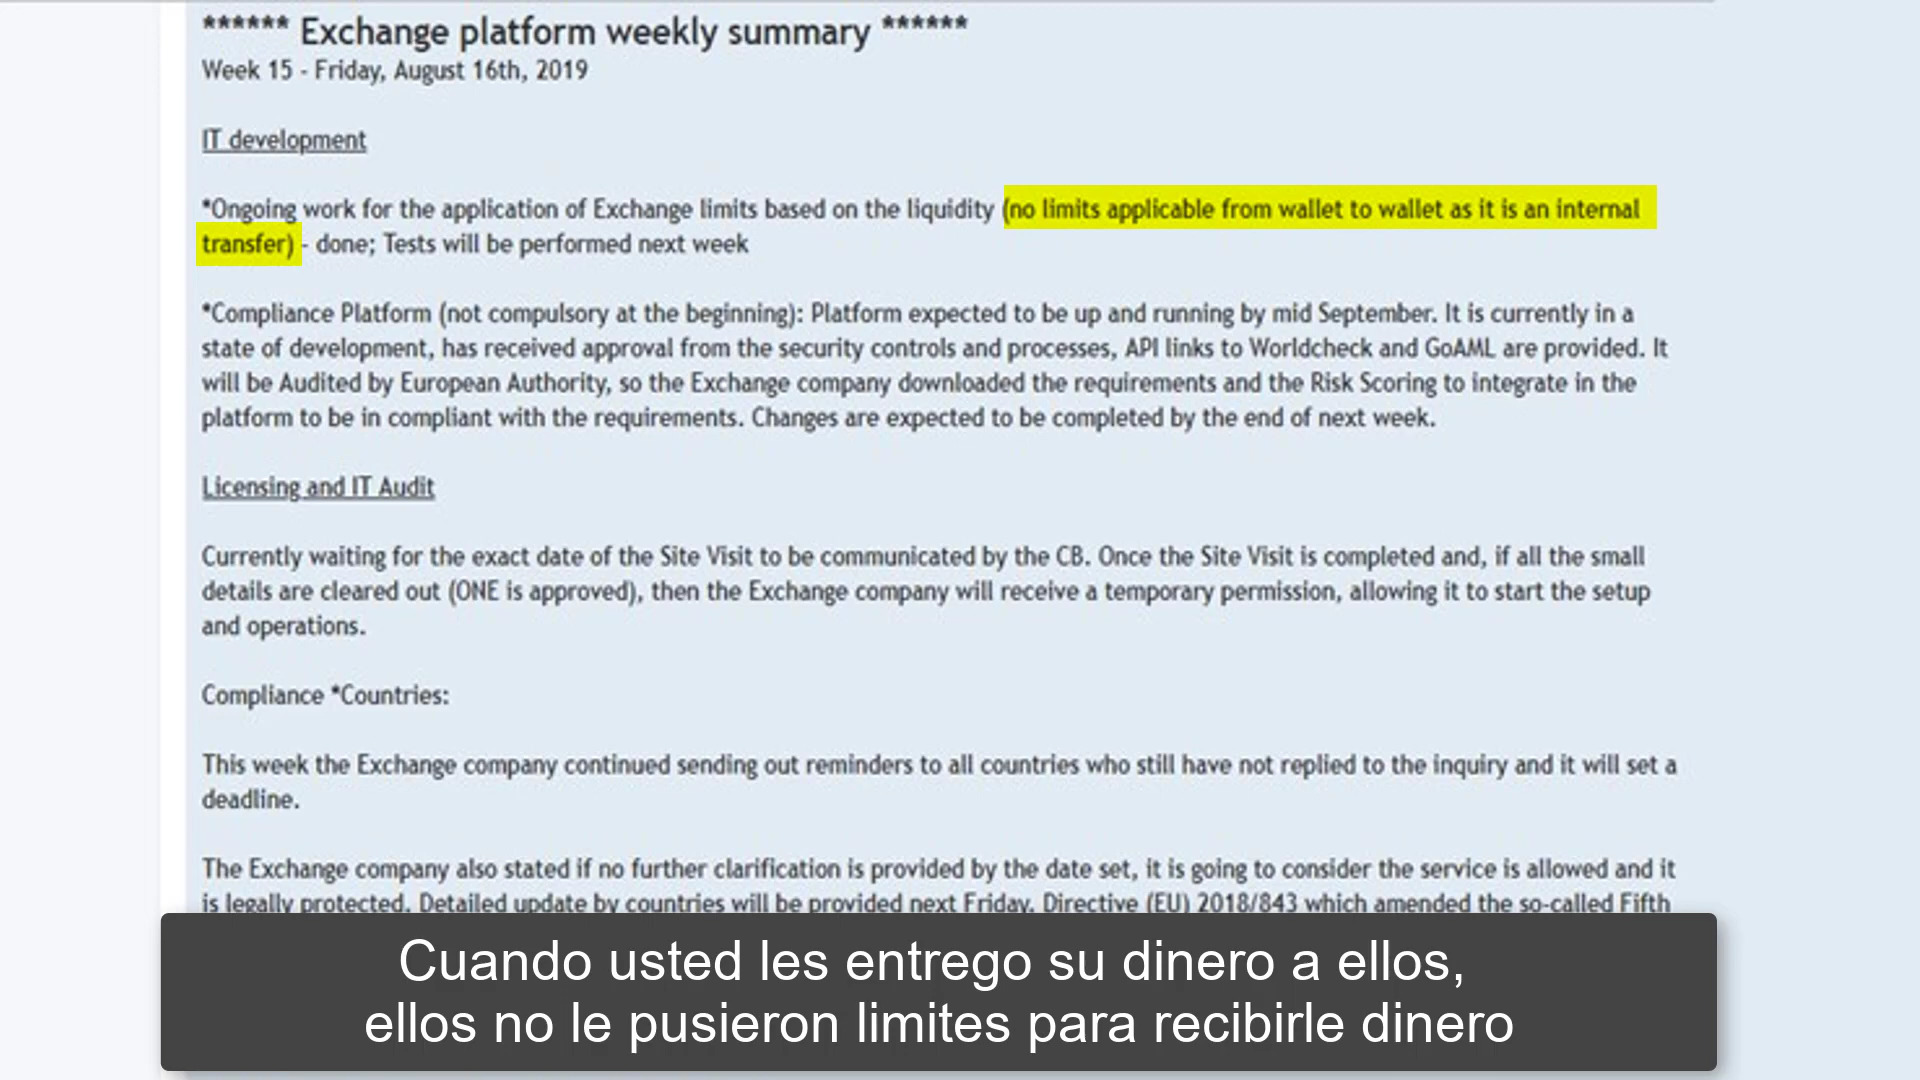 ****** Exchange platform weekly summary ******
Week 15 - Friday, August 16th, 2019
IT development
*Ongoing work for the application of Exchange limits based on the liquidity (no limits applicable from wallet to wallet as it is an internal
transfer) - done; Tests will be performed next week
*Compliance Platform (not compulsory at the beginning): Platform expected to be up and running by mid September. It is currently in a
state of development, has received approval from the security controls and processes, API links to Worldcheck and GoAML are provided. It
will be Audited by European Authority, so the Exchange company downloaded the requirements and the Risk Scoring to integrate in the
platform to be in compliant with the requirements. Changes are expected to be completed by the end of next week.
Licensing and IT Audit
Currently waiting for the exact date of the Site Visit to be communicated by the CB. Once the Site Visit is completed and, if all the small
details are cleared out (ONE is approved), then the Exchange company will receive a temporary permission, allowing it to start the setup
and operations.
Compliance *Countries:
This week the Exchange company continued sending out reminders to all countries who still have not replied to the inquiry and it will set a
deadline.
The Exchange company also stated if no further clarification is provided by the date set, it is going to consider the service is allowed and it
is legally protected. Detailed update by countries will be provided next Friday. Directive (EU) 2018/843 which amended the so-called Fifth
Cuando usted les entrego su dinero a ellos,
ellos no le pusieron limites para recibirle dinero